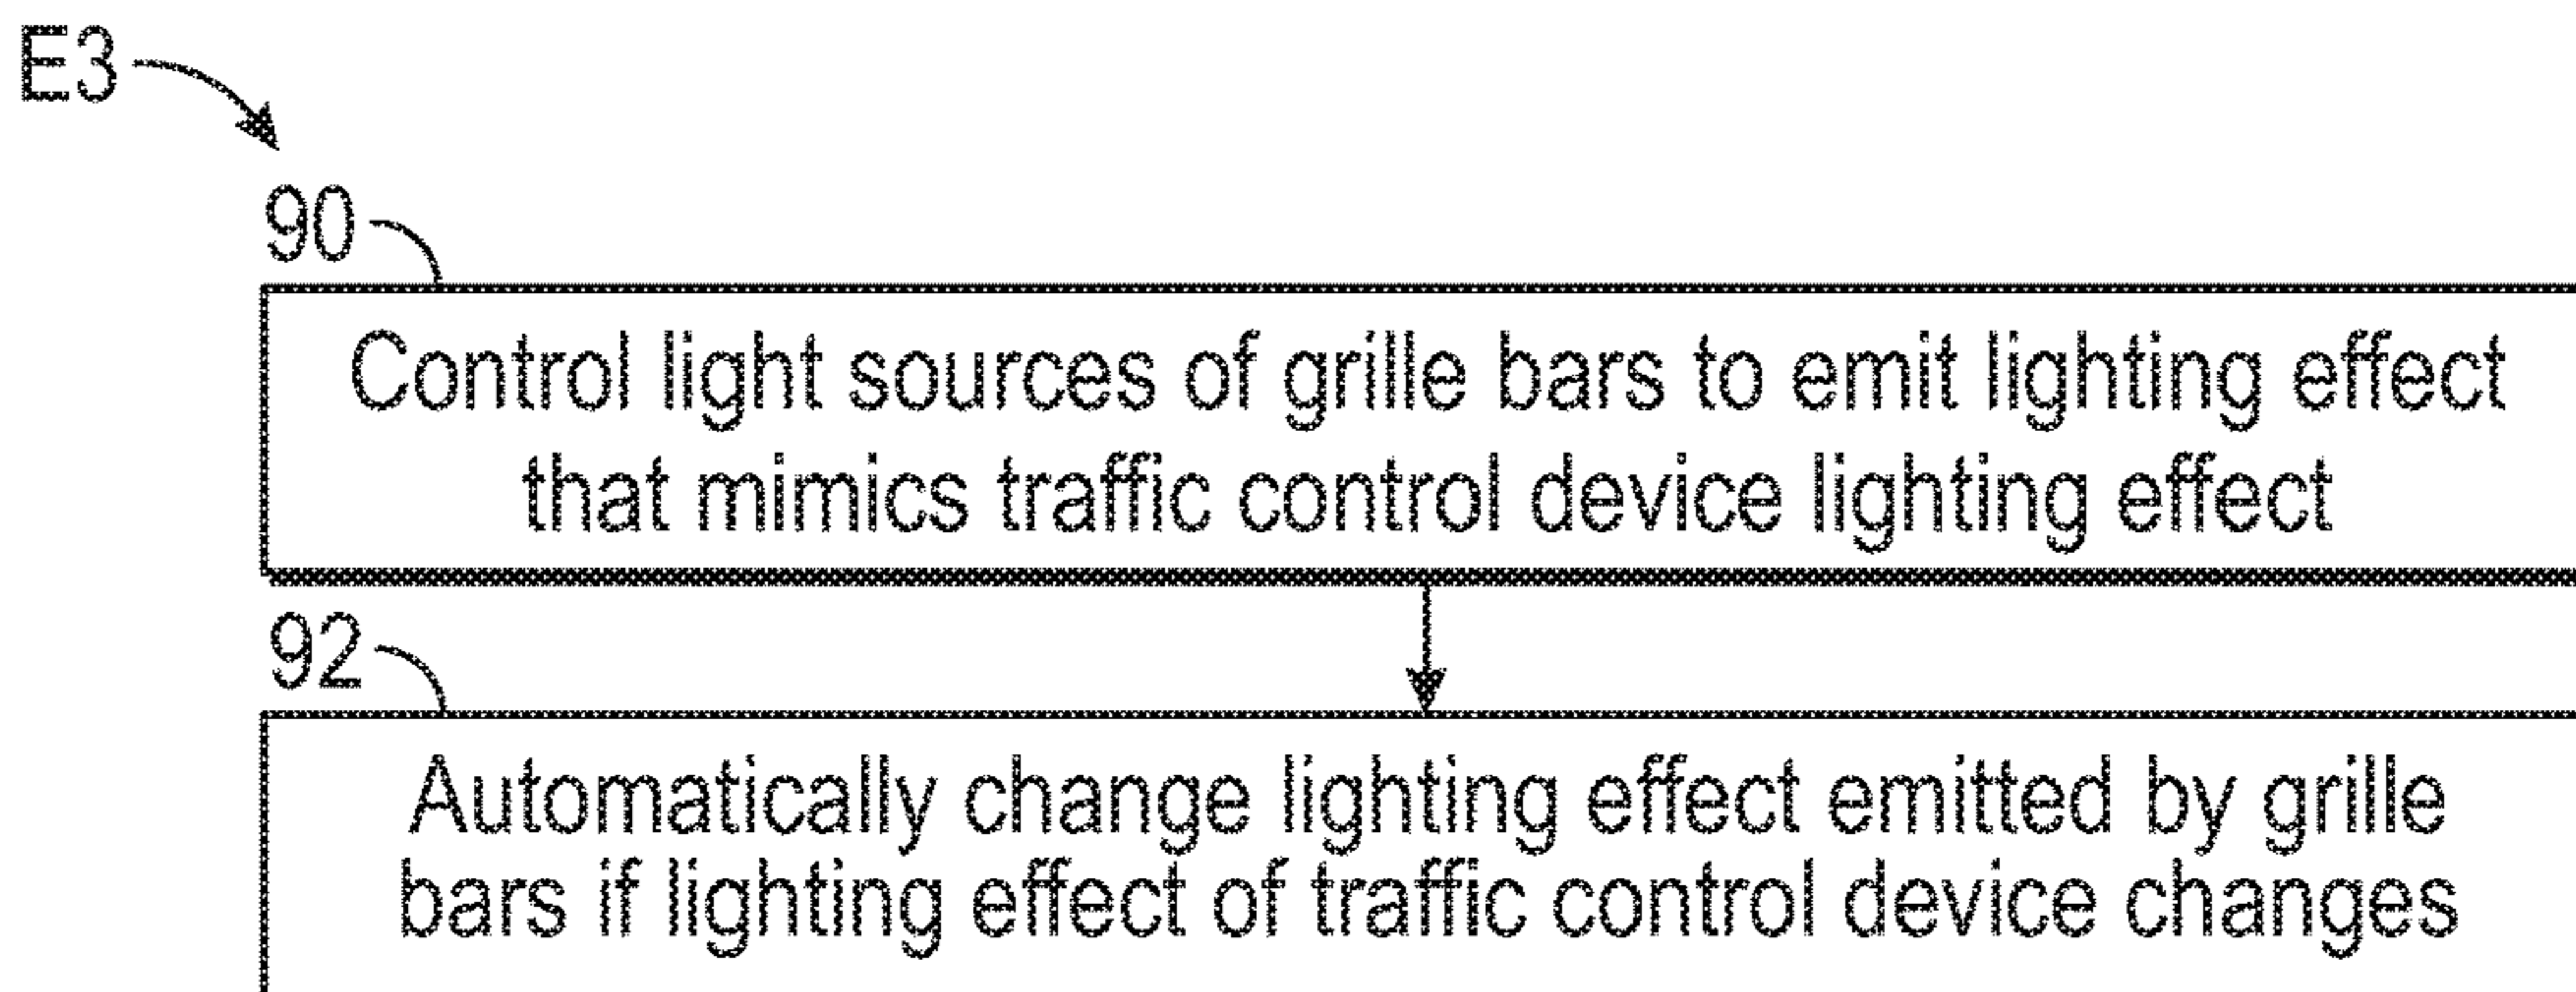 E3
90
Control light sources of grille bars to emit lighting effect
that mimics traffic control device lighting effect
92
Automatically change lighting effect emitted by grille
bars if lighting effect of traffic control device changes